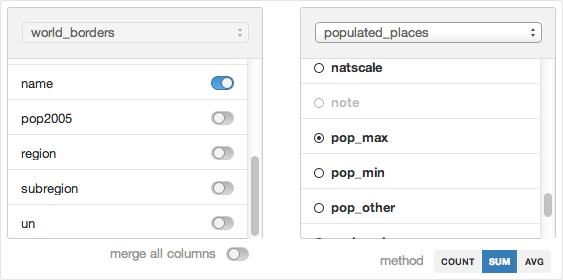 world_borders
name
pop2005
region
subregion
un
merge all columns
populated_places
natscale
note
pop_max
pop_min
pop_other
method COUNT SUM AVG